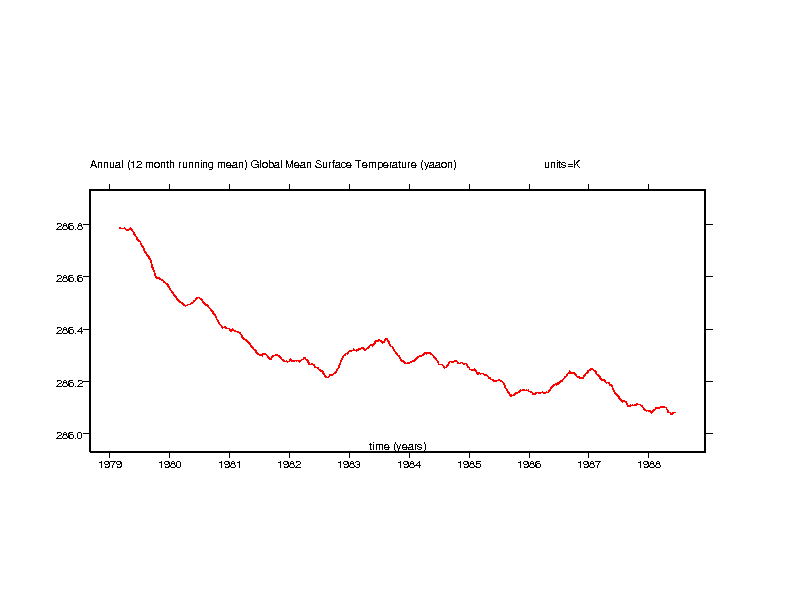 Annual (12 month running mean) Global Mean Surface Temperature (yaaon) units=K
286.8
286.6
286.4
286.2
286.0
time (years)
1979 1980 1981 1982 1983 1984 1985 1986 1987 1988